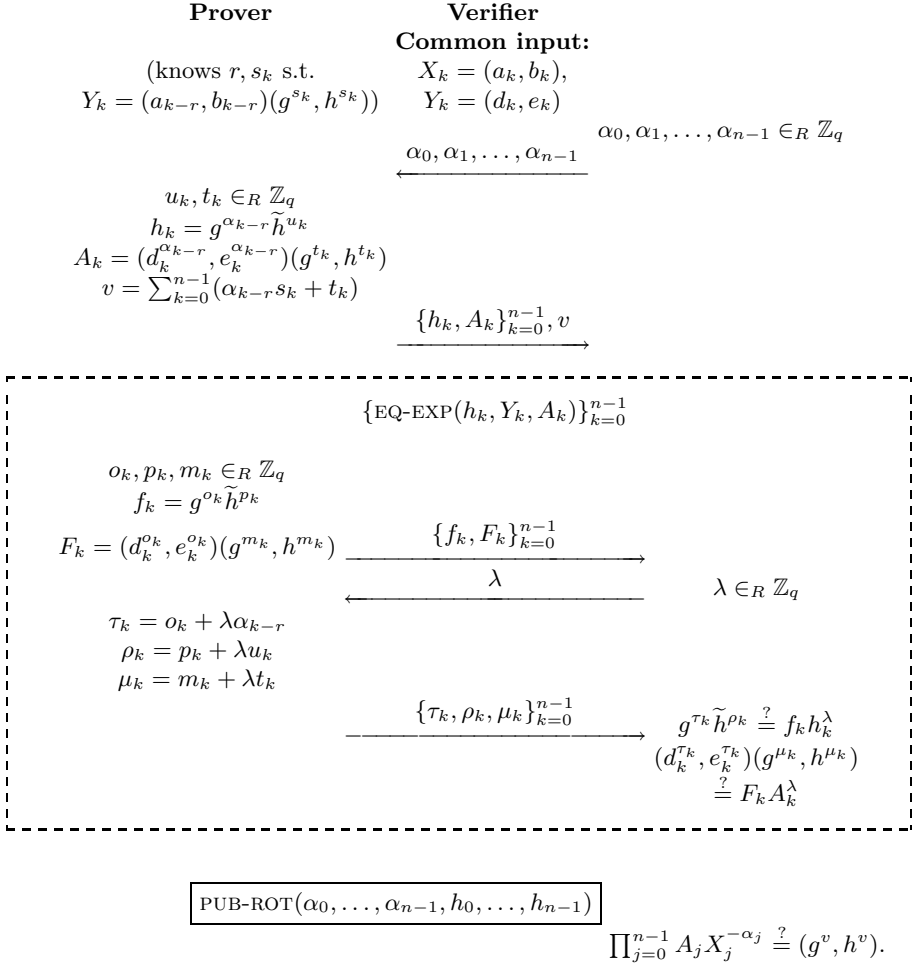 Prover Verifier
Common input:
(knows r, s_k s.t. X_k = (a_k, b_k),
Y_k = (a_{k−r}, b_{k−r})(g^{s_k}, h^{s_k})) Y_k = (d_k, e_k)
α_0, α_1, . . . , α_{n−1} ∈_R ℤ_q
α_0, α_1, . . . , α_{n−1}
←
u_k, t_k ∈_R ℤ_q
h_k = g^{α_{k−r}} h̃^{u_k}
A_k = (d_k^{α_{k−r}}, e_k^{α_{k−r}})(g^{t_k}, h^{t_k})
v = ∑_{k=0}^{n−1}(α_{k−r}s_k + t_k)
{h_k, A_k}_{k=0}^{n−1}, v
→
{EQ-EXP(h_k, Y_k, A_k)}_{k=0}^{n−1}
o_k, p_k, m_k ∈_R ℤ_q
f_k = g^{o_k} h̃^{p_k}
F_k = (d_k^{o_k}, e_k^{o_k})(g^{m_k}, h^{m_k}) {f_k, F_k}_{k=0}^{n−1}
→
λ
← λ ∈_R ℤ_q
τ_k = o_k + λα_{k−r}
ρ_k = p_k + λu_k
μ_k = m_k + λt_k
{τ_k, ρ_k, μ_k}_{k=0}^{n−1}
→ g^{τ_k} h̃^{ρ_k} ≟ f_k h_k^λ
(d_k^{τ_k}, e_k^{τ_k})(g^{μ_k}, h^{μ_k})
≟ F_k A_k^λ
PUB-ROT(α_0, . . . , α_{n−1}, h_0, . . . , h_{n−1})
∏_{j=0}^{n−1} A_j X_j^{−α_j} ≟ (g^v, h^v).